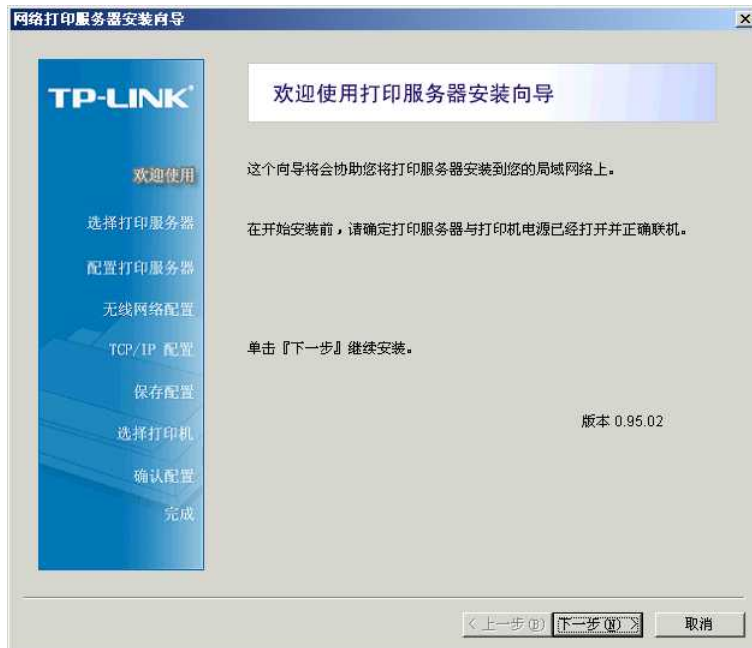 网络打印服务器安装向导
TP-LINK
欢迎使用打印服务器安装向导
欢迎使用
选择打印服务器
配置打印服务器
无线网络配置
TCP/IP 配置
保存配置
选择打印机
确认配置
完成
这个向导将会协助您将打印服务器安装到您的局域网络上。
在开始安装前，请确定打印服务器与打印机电源已经打开并正确联机。
单击『下一步』继续安装。
版本 0.95.02
< 上一步(B)
下一步(N) >
取消